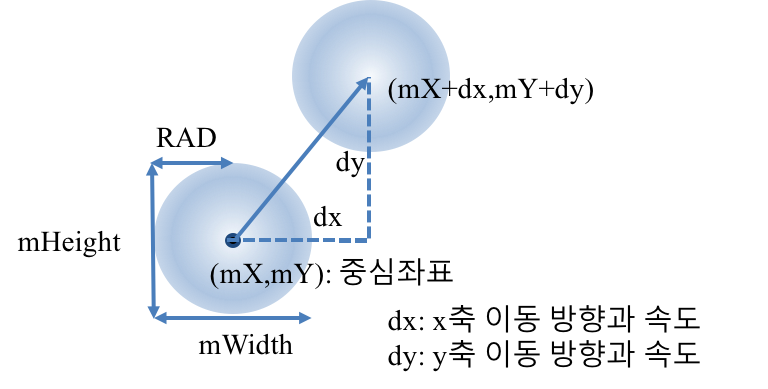 (mX+dx,mY+dy)
RAD
dy
dx
mHeight
(mX,mY): 중심좌표
dx: x축 이동 방향과 속도
mWidth
dy: y축 이동 방향과 속도